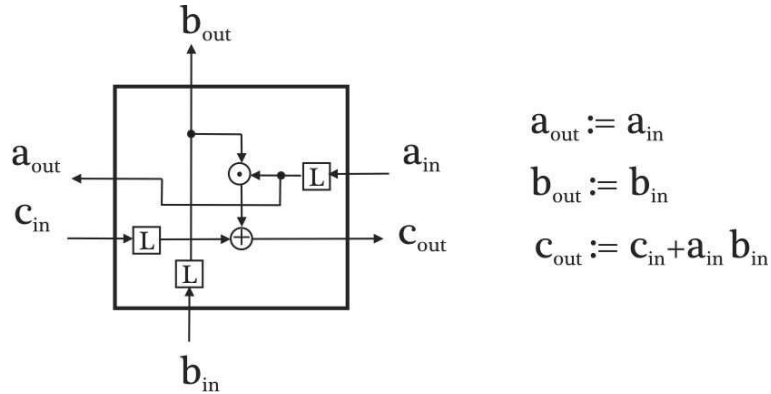 b_out
a_out
c_in
L
L
b_in
L
a_in
c_out
a_out := a_in
b_out := b_in
c_out := c_in+a_in b_in